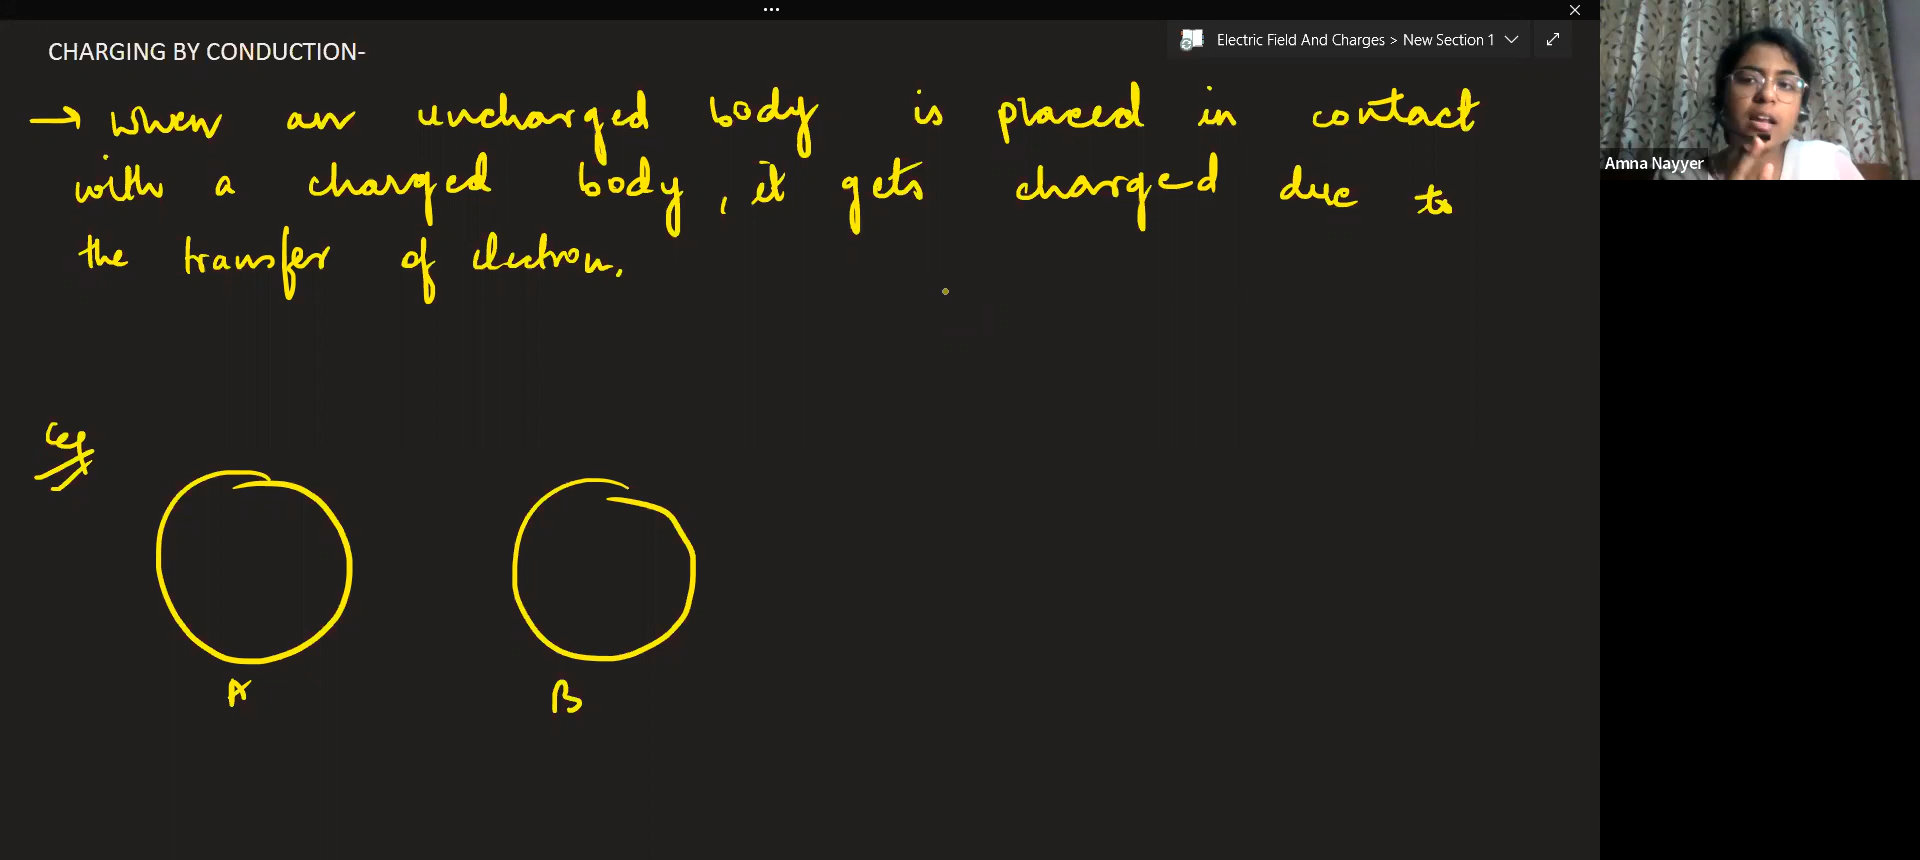 CHARGING BY CONDUCTION-
Electric Field And Charges > New Section 1
→ when an uncharged body is placed in contact
with a charged body, it gets charged due to
the transfer of electron.
Amna Nayyer
eg
A
B